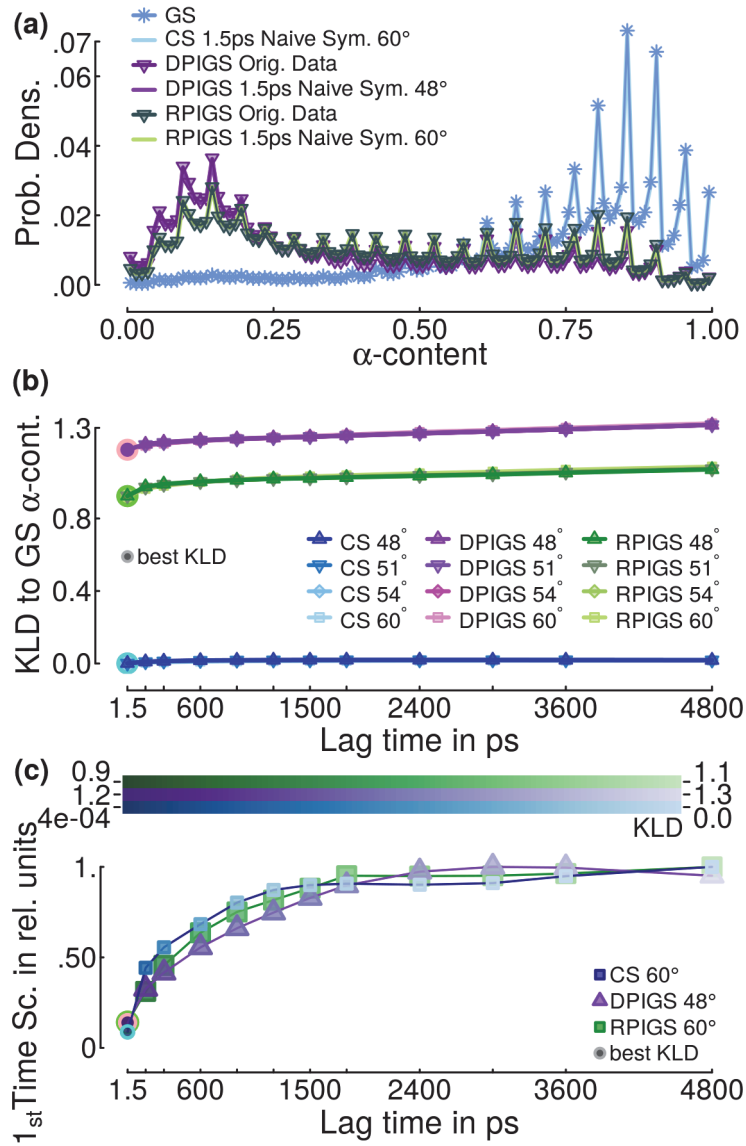 (a)
GS
CS 1.5ps Naive Sym. 60°
DPIGS Orig. Data
DPIGS 1.5ps Naive Sym. 48°
RPIGS Orig. Data
RPIGS 1.5ps Naive Sym. 60°
Prob. Dens.
.07
.06
.04
.02
.00
0.00 0.25 0.50 0.75 1.00
α-content
(b)
KLD to GS α-cont.
1.3
0.8
0.4
0.0
best KLD
CS 48° DPIGS 48° RPIGS 48°
CS 51° DPIGS 51° RPIGS 51°
CS 54° DPIGS 54° RPIGS 54°
CS 60° DPIGS 60° RPIGS 60°
1.5 600 1500 2400 3600 4800
Lag time in ps
(c)
0.9 1.1
1.2 1.3
4e-04 0.0
KLD
1st Time Sc. in rel. units
1.
.50
0
CS 60°
DPIGS 48°
RPIGS 60°
best KLD
1.5 600 1500 2400 3600 4800
Lag time in ps